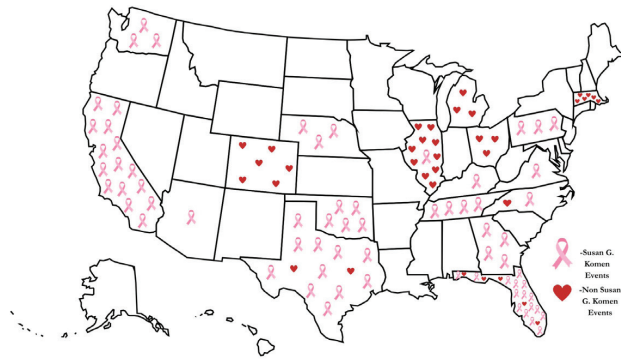 -Susan G.
Komen
Events
-Non Susan
G. Komen
Events